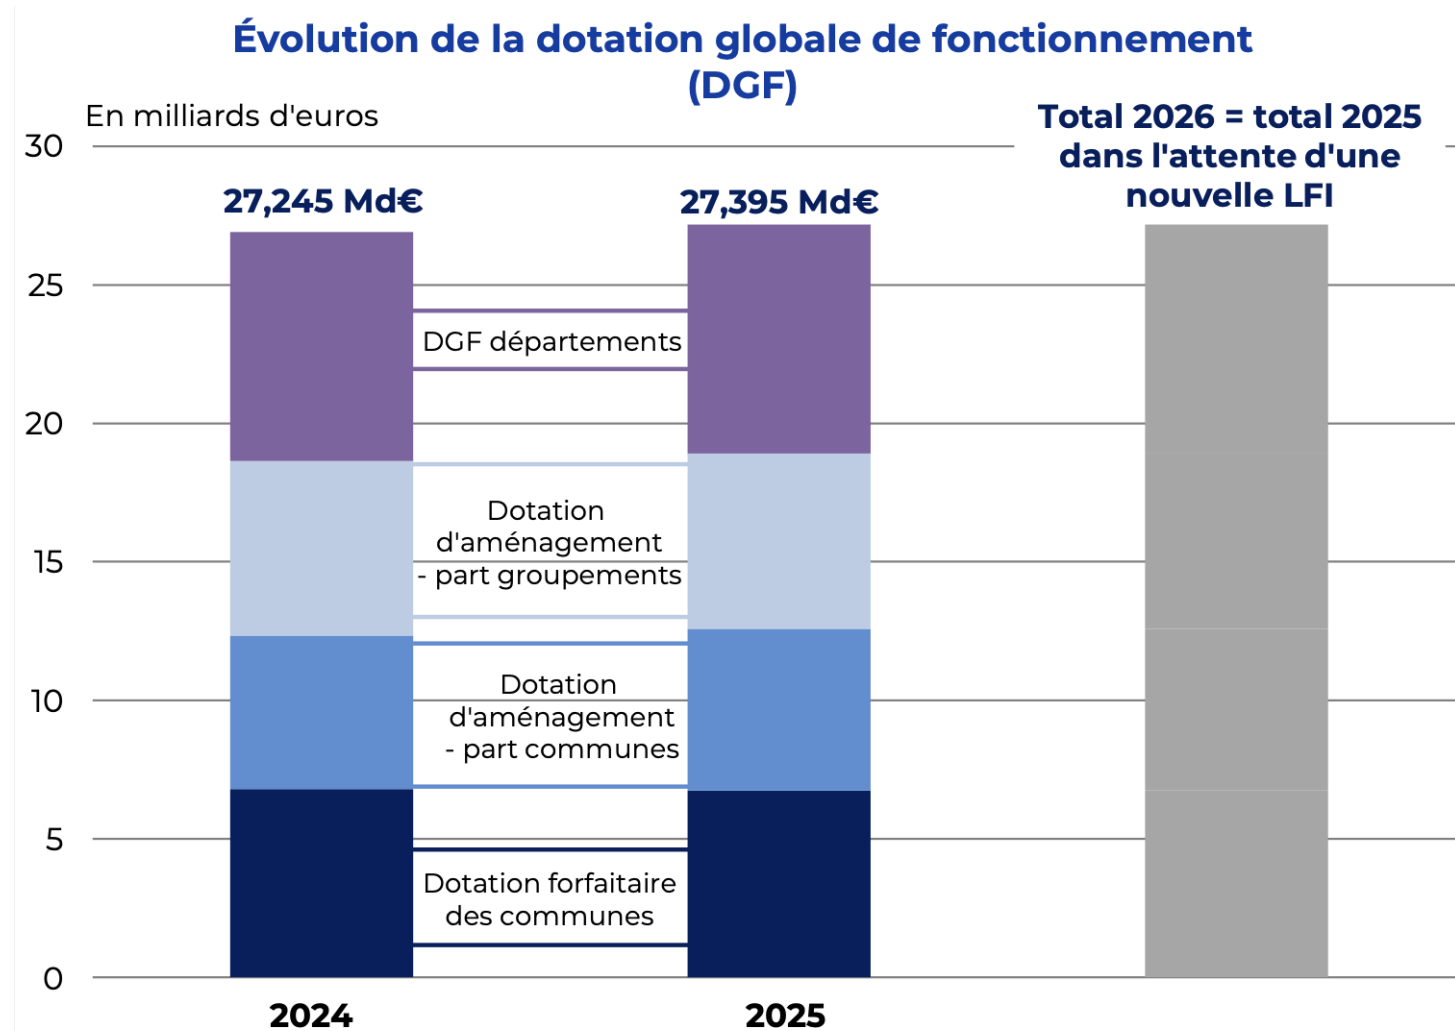 Évolution de la dotation globale de fonctionnement
(DGF)
En milliards d'euros
Total 2026 = total 2025
dans l'attente d'une
nouvelle LFI
30
27,245 Md€
27,395 Md€
25
DGF départements
20
Dotation
d'aménagement
- part groupements
15
Dotation
d'aménagement
- part communes
10
5
Dotation forfaitaire
des communes
0
2024
2025